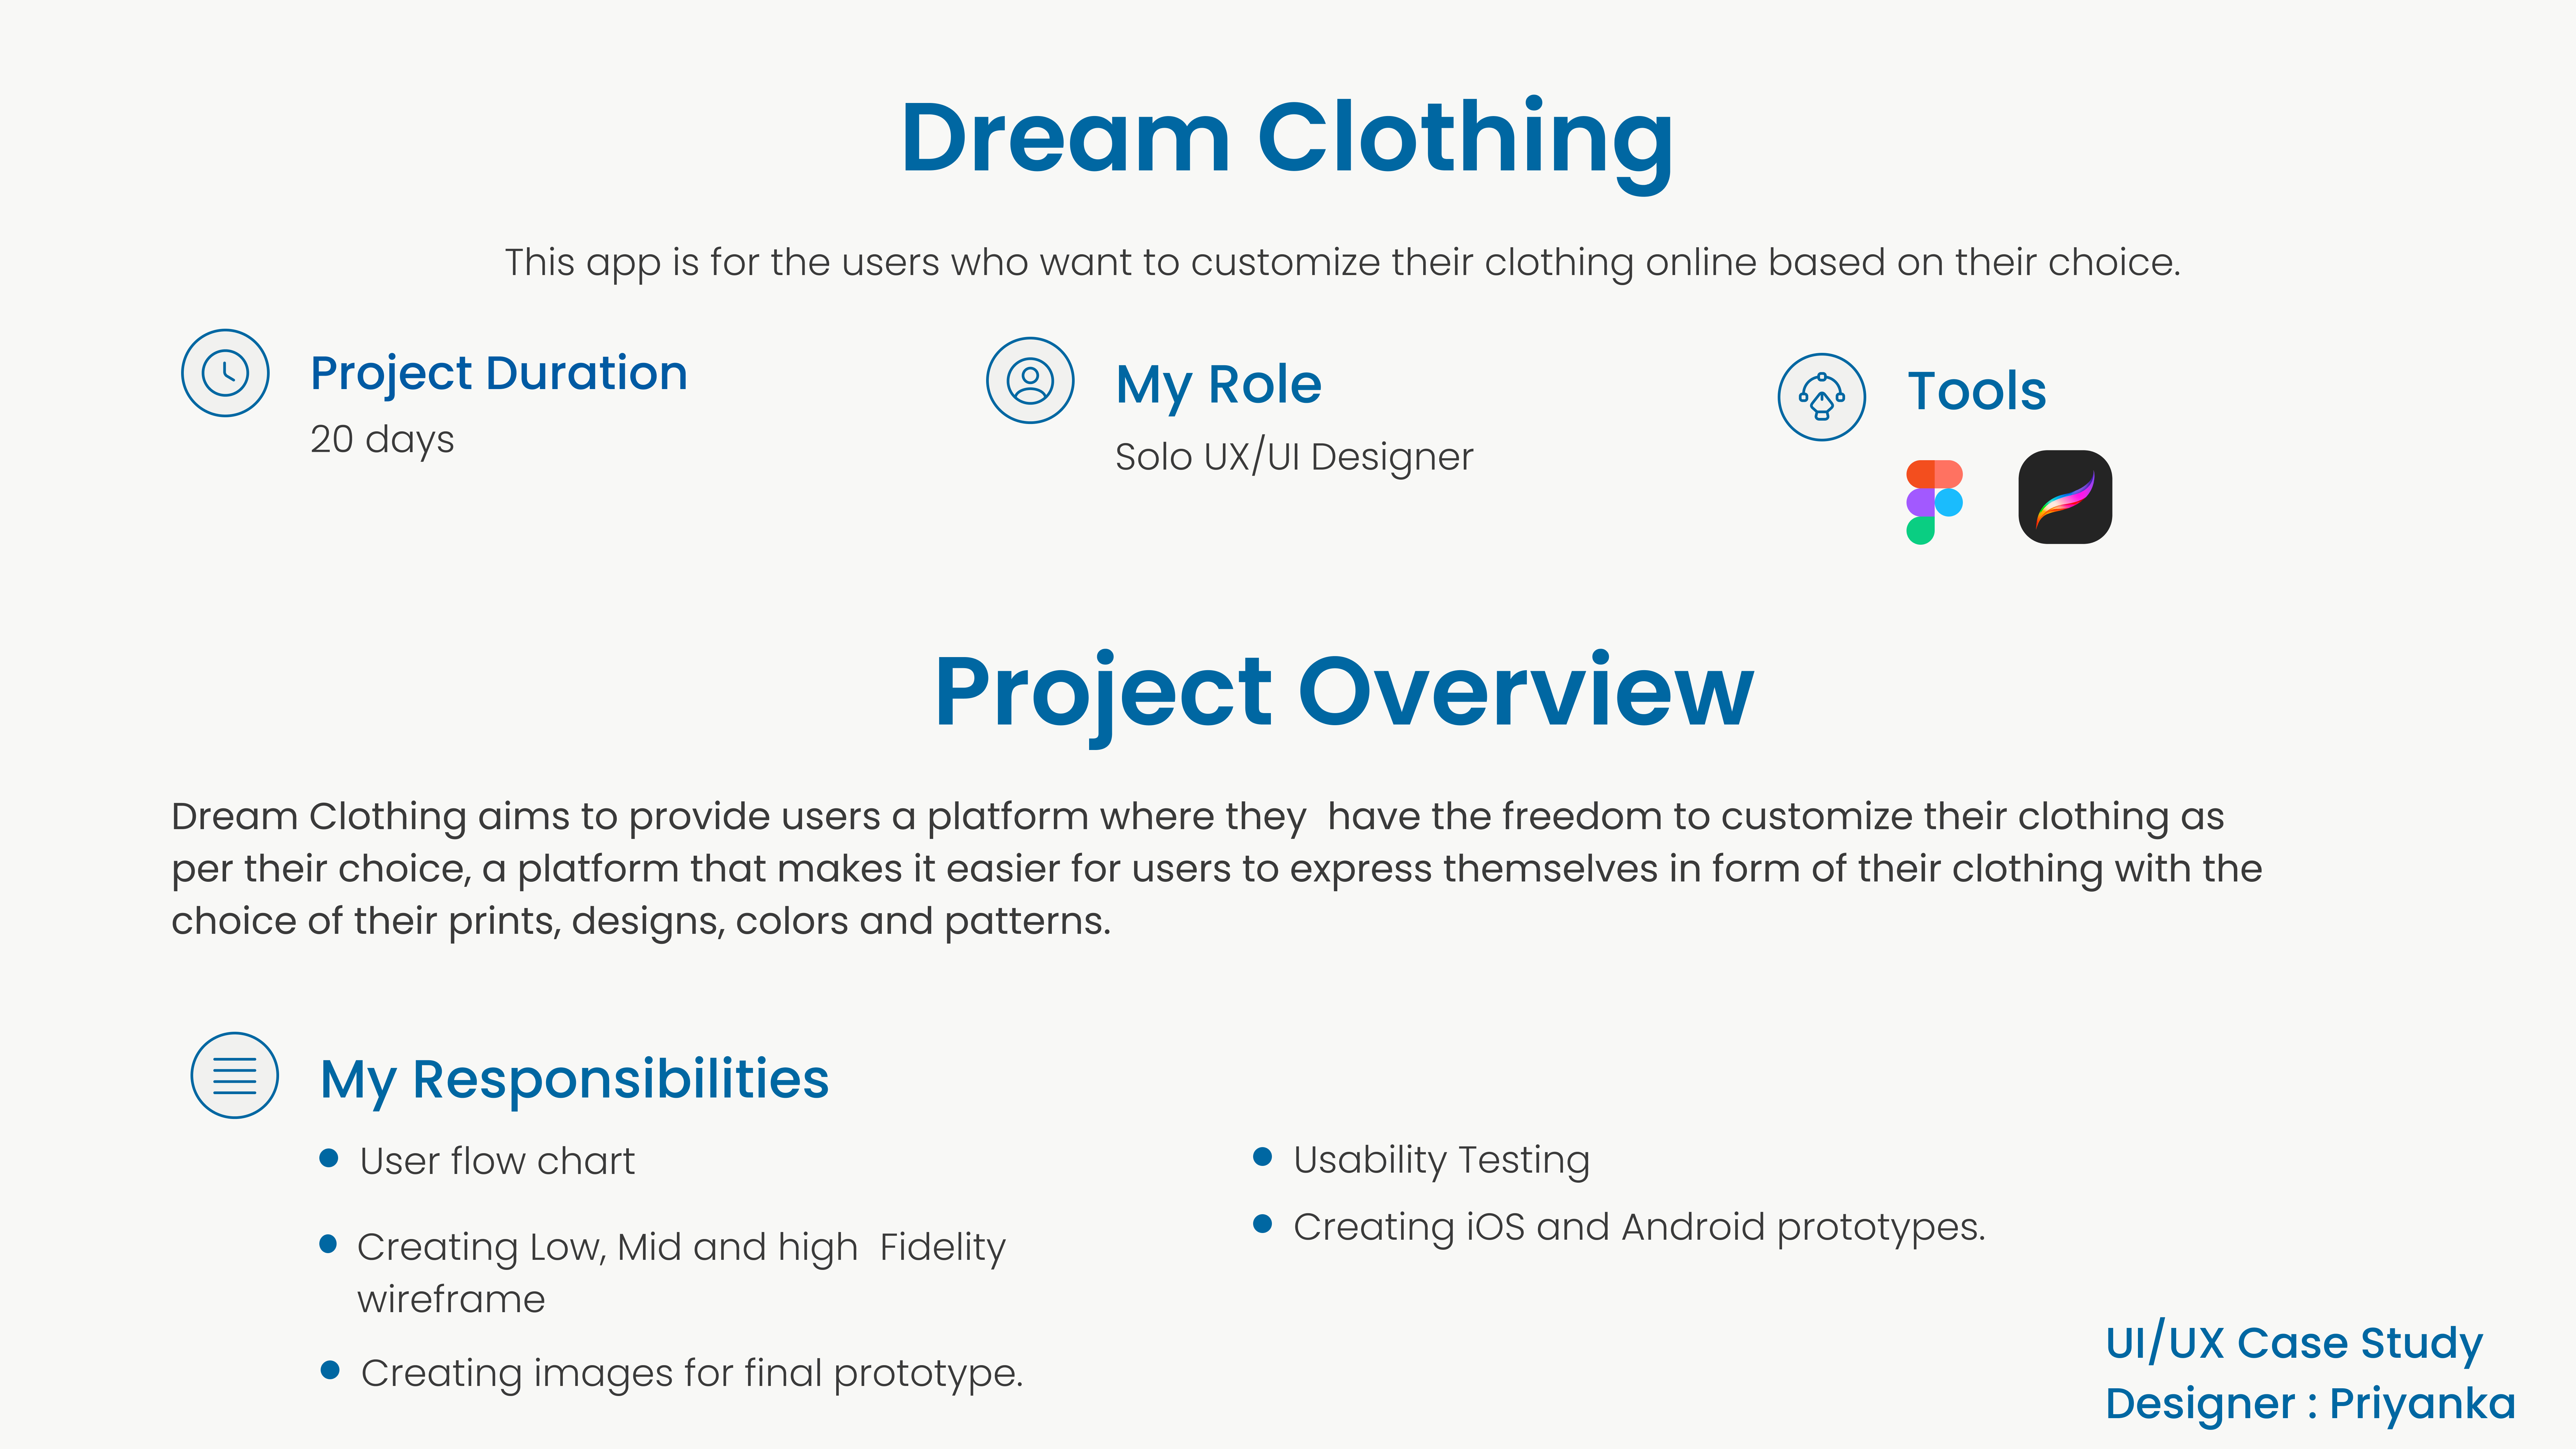 Dream Clothing
This app is for the users who want to customize their clothing online based on their choice.
Project Duration
20 days
My Role
Solo UX/UI Designer
Tools
Project Overview
Dream Clothing aims to provide users a platform where they  have the freedom to customize their clothing as
per their choice, a platform that makes it easier for users to express themselves in form of their clothing with the
choice of their prints, designs, colors and patterns.
My Responsibilities
User flow chart
Creating Low, Mid and high  Fidelity
wireframe
Creating images for final prototype.
Usability Testing
Creating iOS and Android prototypes.
UI/UX Case Study
Designer : Priyanka